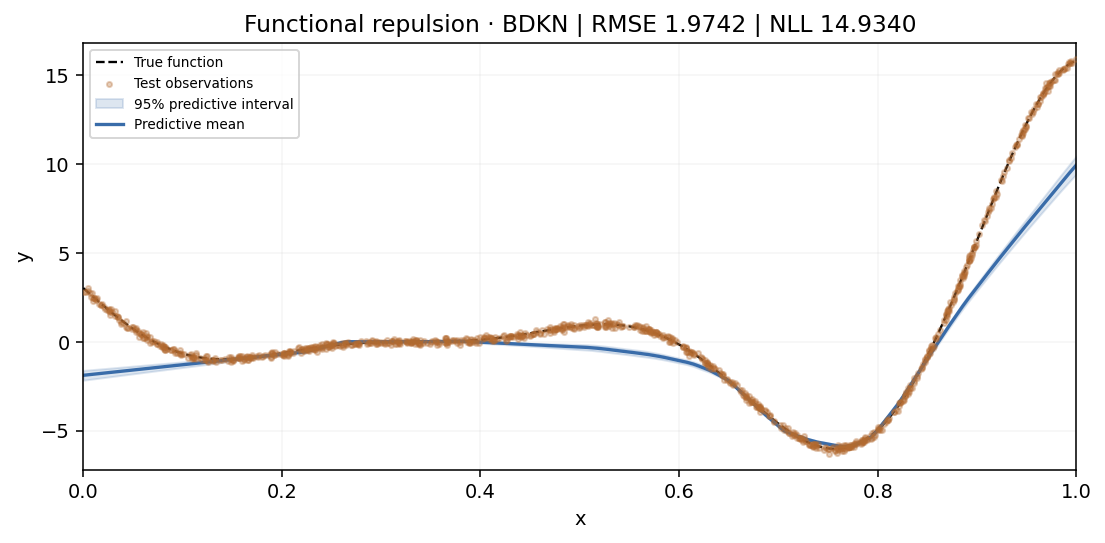 Functional repulsion · BDKN | RMSE 1.9742 | NLL 14.9340
True function
Test observations
95% predictive interval
Predictive mean
15
10
5
0
−5
y
0.0 0.2 0.4 0.6 0.8 1.0
x